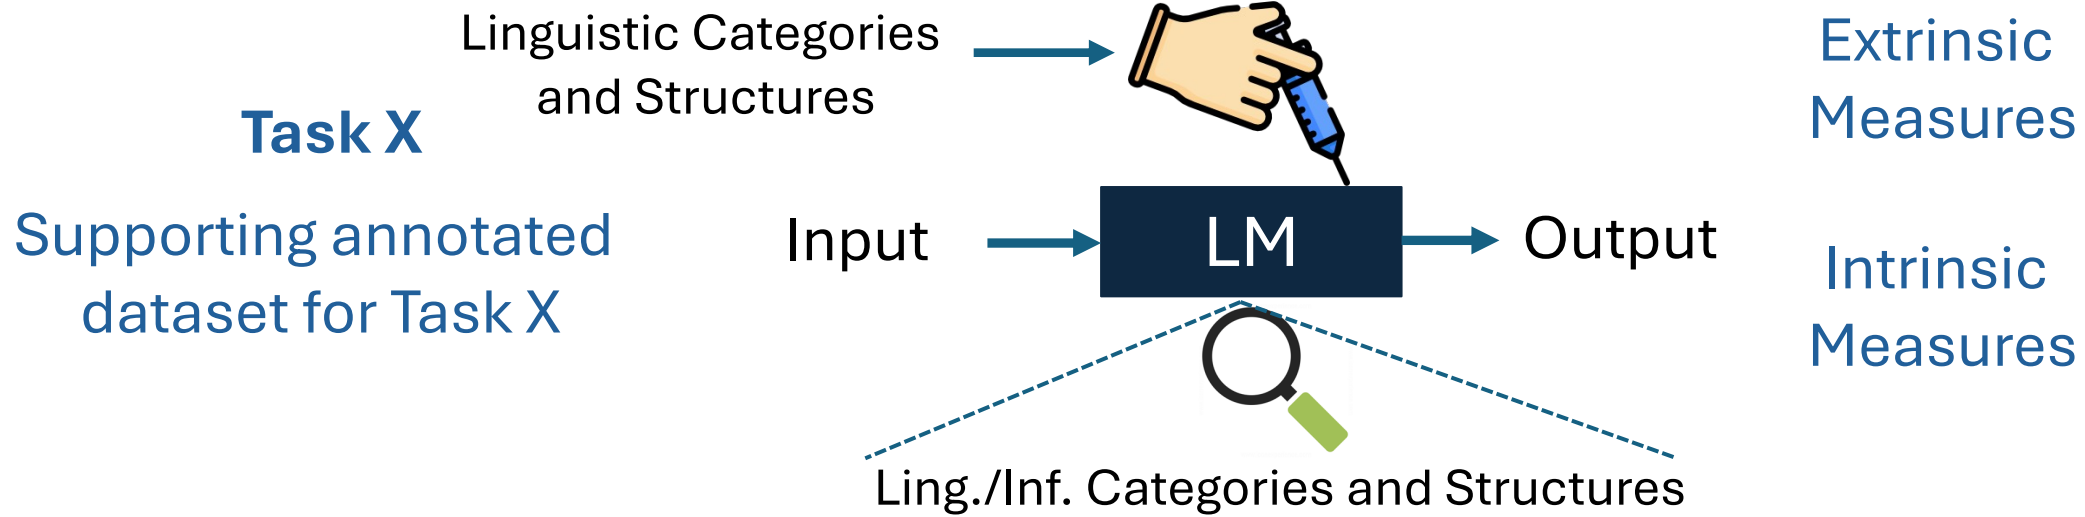 Linguistic Categories
and Structures
Task X
Supporting annotated
dataset for Task X
Input
LM
Output
Extrinsic
Measures
Intrinsic
Measures
Ling./Inf. Categories and Structures